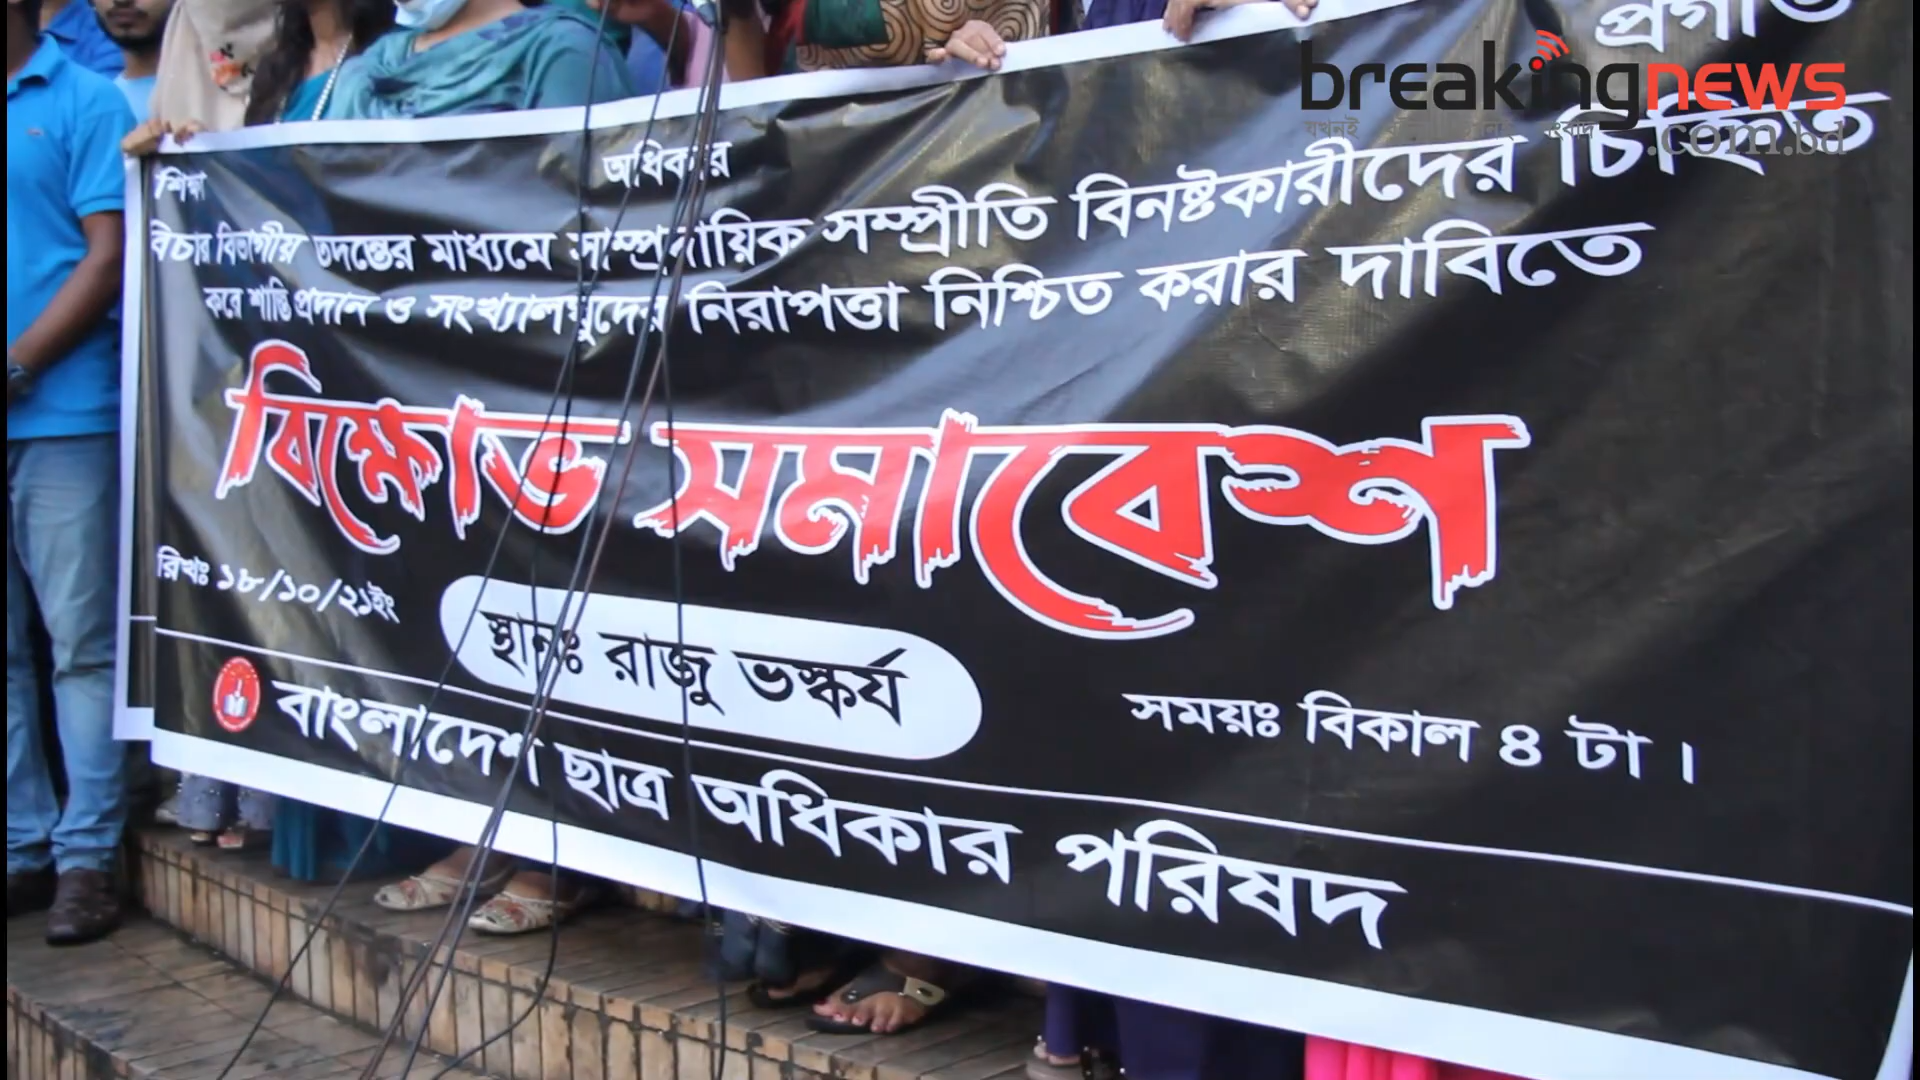 প্রগতি
breakingnews
.com.bd
শিক্ষা অধিকার
বিচার বিভাগীয় তদন্তের মাধ্যমে সাম্প্রদায়িক সম্প্রীতি বিনষ্টকারীদের চিহ্নিত
করে শাস্তি প্রদান ও সংখ্যালঘুদের নিরাপত্তা নিশ্চিত করার দাবিতে
বিক্ষোভ সমাবেশ
রিখঃ ১৮/১০/২১ইং
স্থানঃ রাজু ভস্কর্য
সময়ঃ বিকাল ৪ টা।
বাংলাদেশ ছাত্র অধিকার পরিষদ